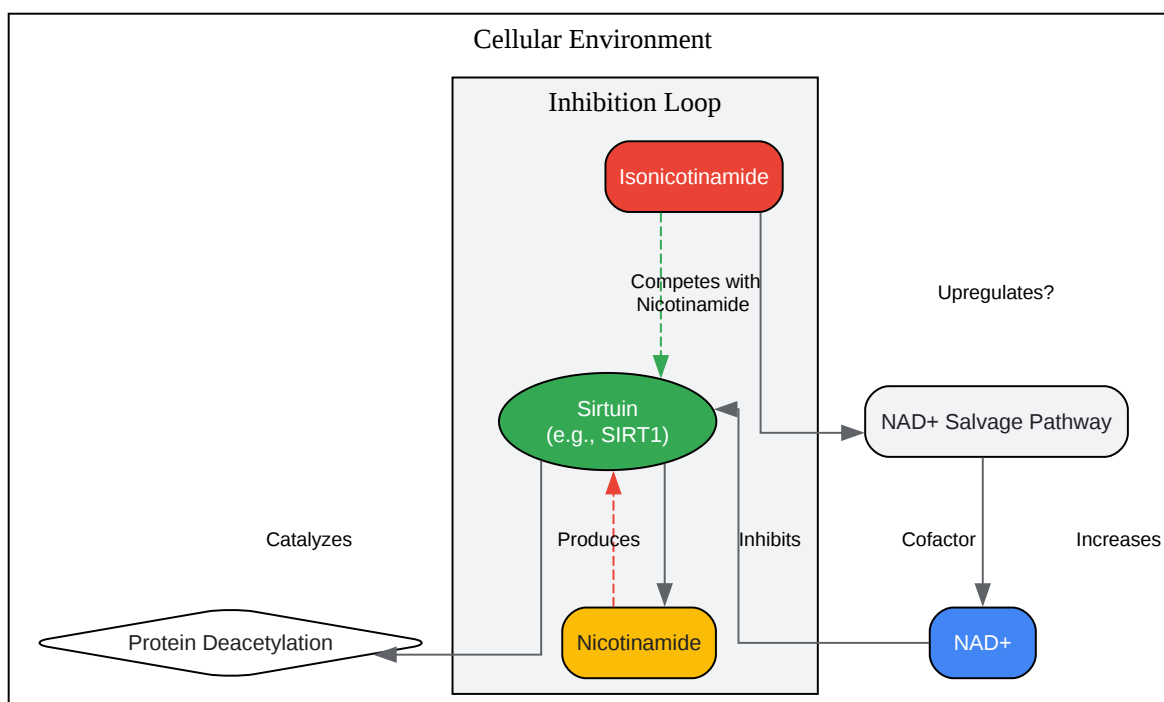 Cellular Environment
Inhibition Loop
Isonicotinamide
Competes with
Nicotinamide
Upregulates?
Sirtuin
(e.g., SIRT1)
NAD+ Salvage Pathway
Catalyzes
Produces
Inhibits
Cofactor
Increases
Protein Deacetylation
Nicotinamide
NAD+